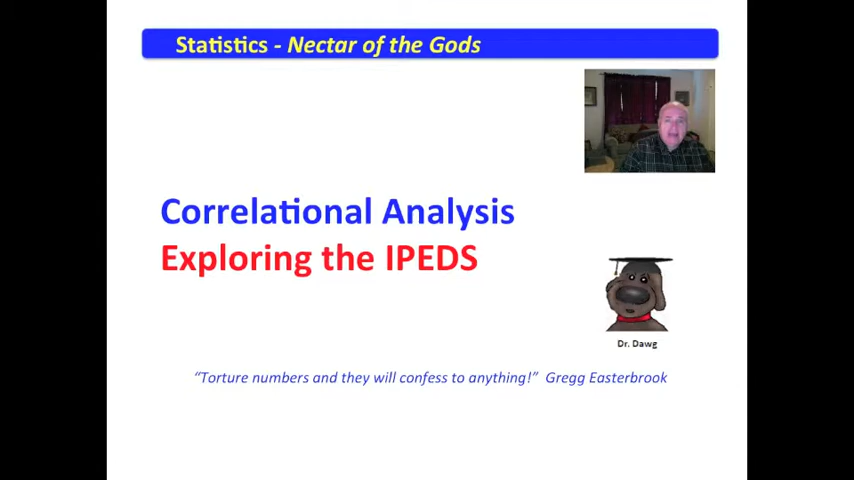 Statistics - Nectar of the Gods
Correlational Analysis
Exploring the IPEDS
Dr. Dawg
“Torture numbers and they will confess to anything!” Gregg Easterbrook